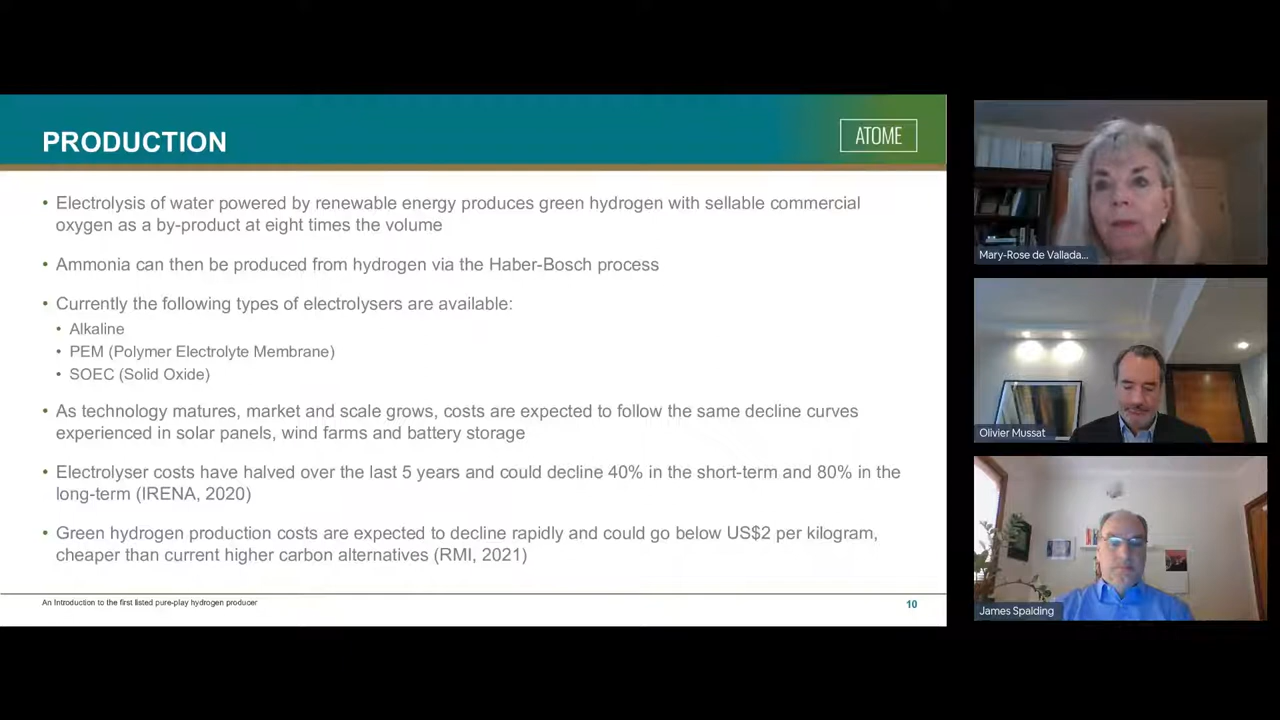 PRODUCTION
ATOME
• Electrolysis of water powered by renewable energy produces green hydrogen with sellable commercial
oxygen as a by-product at eight times the volume
• Ammonia can then be produced from hydrogen via the Haber-Bosch process
• Currently the following types of electrolysers are available:
• Alkaline
• PEM (Polymer Electrolyte Membrane)
• SOEC (Solid Oxide)
• As technology matures, market and scale grows, costs are expected to follow the same decline curves
experienced in solar panels, wind farms and battery storage
• Electrolyser costs have halved over the last 5 years and could decline 40% in the short-term and 80% in the
long-term (IRENA, 2020)
• Green hydrogen production costs are expected to decline rapidly and could go below US$2 per kilogram,
cheaper than current higher carbon alternatives (RMI, 2021)
An Introduction to the first listed pure-play hydrogen producer
10
Mary-Rose de Vallada...
Olivier Mussat
James Spalding